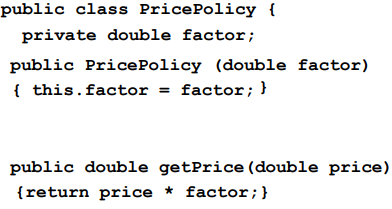 public class PricePolicy {
private double factor;
public PricePolicy (double factor)
{ this.factor = factor; }
public double getPrice(double price)
{return price * factor;}